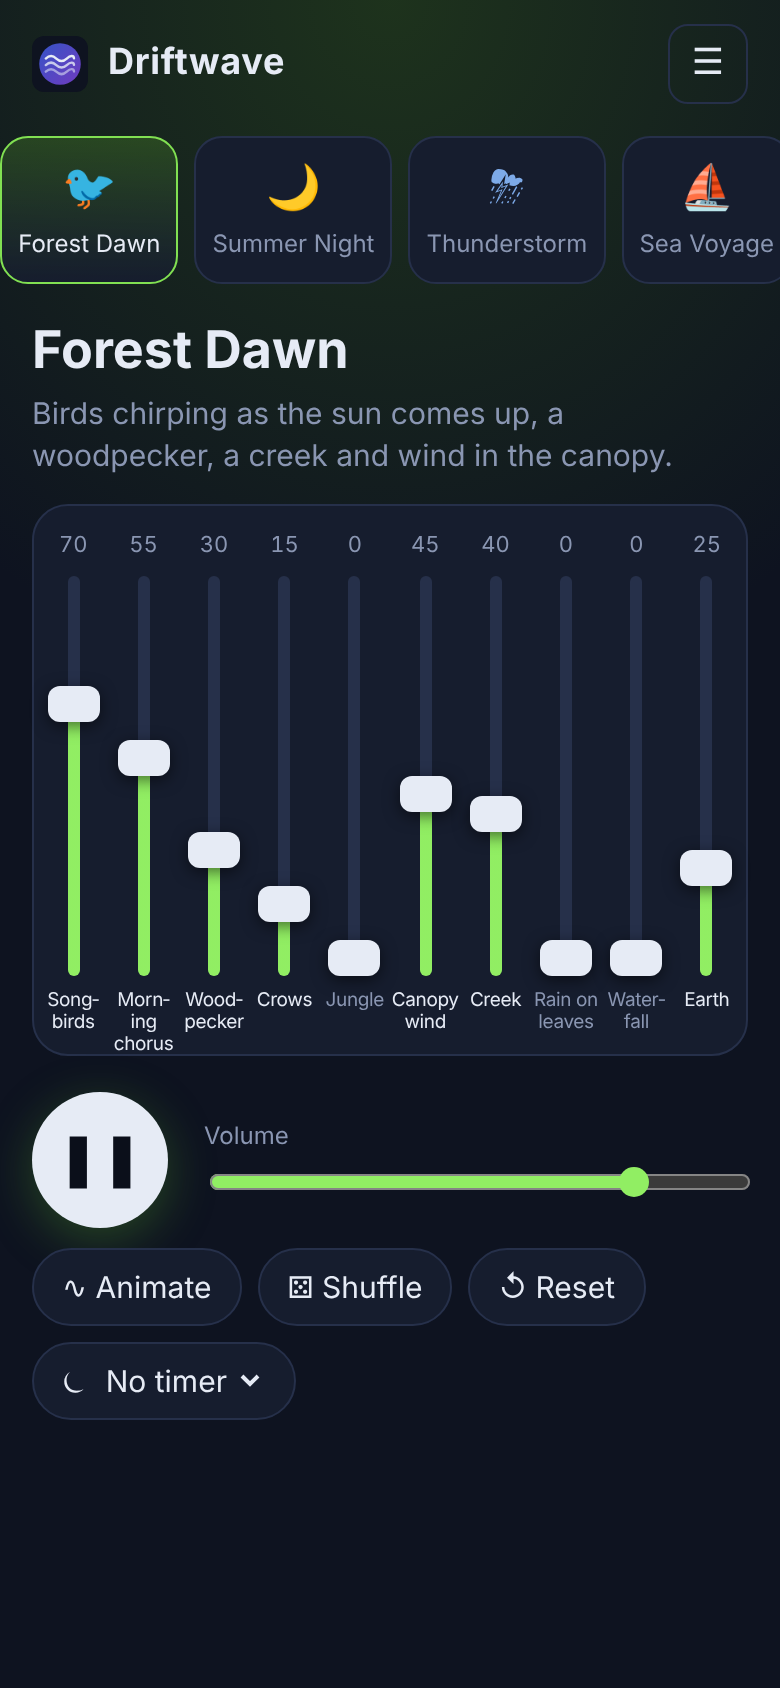 Driftwave
Forest Dawn
Summer Night
Thunderstorm
Sea Voyage
Forest Dawn
Birds chirping as the sun comes up, a
woodpecker, a creek and wind in the canopy.
70 55 30 15 0 45 40 0 0 25
Song-
birds
Morn-
ing
chorus
Wood-
pecker
Crows
Jungle
Canopy
wind
Creek
Rain on
leaves
Water-
fall
Earth
Volume
Animate
Shuffle
Reset
No timer